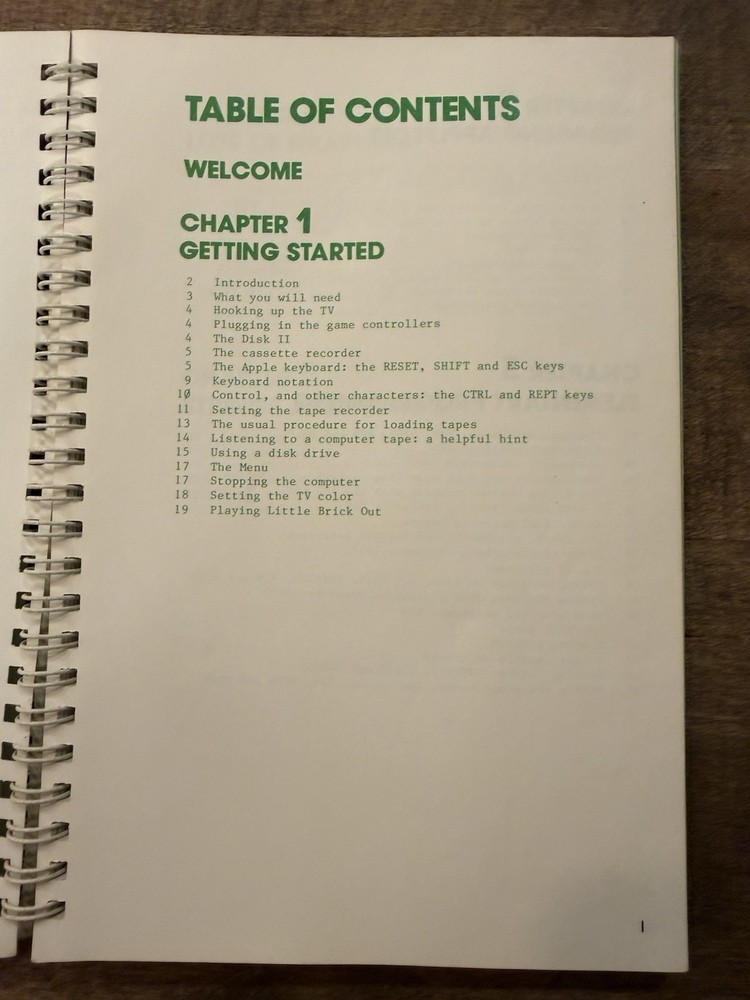 TABLE OF CONTENTS
WELCOME
CHAPTER 1
GETTING STARTED
2 Introduction
3 What you will need
4 Hooking up the TV
4 Plugging in the game controllers
4 The Disk II
5 The cassette recorder
5 The Apple keyboard: the RESET, SHIFT and ESC keys
9 Keyboard notation
10 Control, and other characters: the CTRL and REPT keys
11 Setting the tape recorder
13 The usual procedure for loading tapes
14 Listening to a computer tape: a helpful hint
15 Using a disk drive
17 The Menu
17 Stopping the computer
18 Setting the TV color
19 Playing Little Brick Out
I